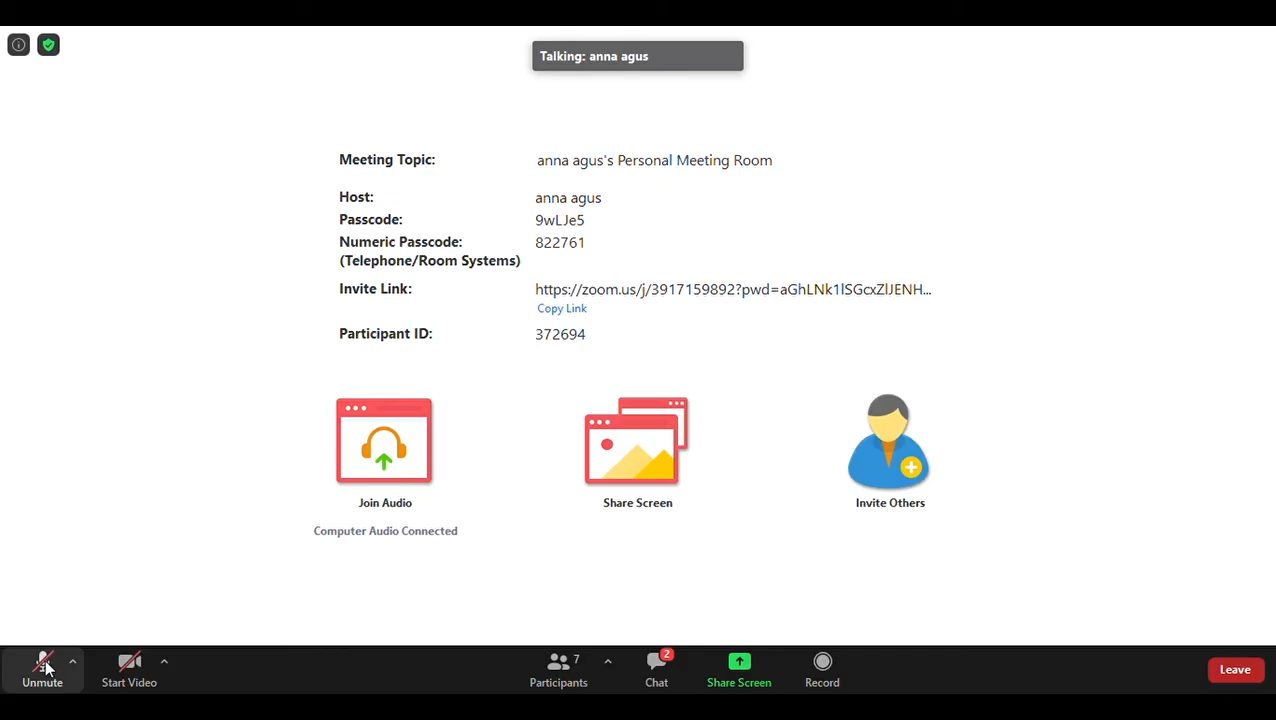 Talking: anna agus
Meeting Topic: anna agus's Personal Meeting Room
Host: anna agus
Passcode: 9wLJe5
Numeric Passcode: 822761
(Telephone/Room Systems)
Invite Link: https://zoom.us/j/3917159892?pwd=aGhLNk1lSGcxZlJENH...
Copy Link
Participant ID: 372694
Join Audio Share Screen Invite Others
Computer Audio Connected
7 2
Unmute Start Video Participants Chat Share Screen Record Leave